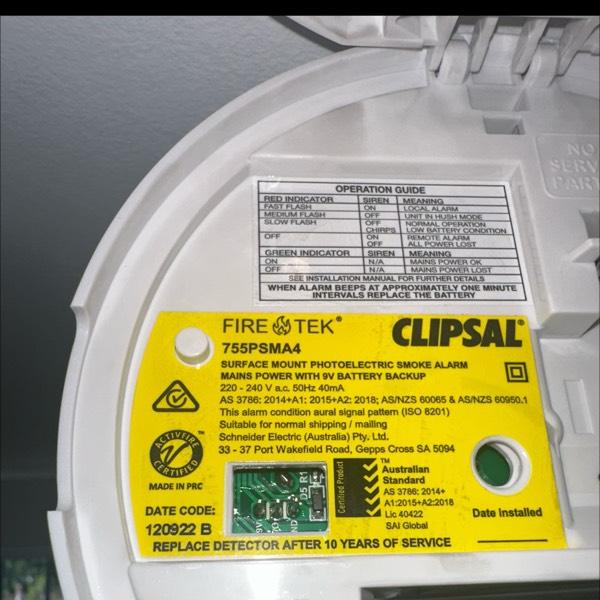 NO
SERV
PART
OPERATION GUIDE
RED INDICATOR SIREN MEANING
FAST FLASH ON LOCAL ALARM
MEDIUM FLASH OFF UNIT IN HUSH MODE
SLOW FLASH OFF NORMAL OPERATION
CHIRPS LOW BATTERY CONDITION
OFF ON REMOTE ALARM
OFF ALL POWER LOST
GREEN INDICATOR SIREN MEANING
ON N/A MAINS POWER OK
OFF N/A MAINS POWER LOST
SEE INSTALLATION MANUAL FOR FURTHER DETAILS
WHEN ALARM BEEPS AT APPROXIMATELY ONE MINUTE
INTERVALS REPLACE THE BATTERY
FIRE TEK® CLIPSAL®
755PSMA4
SURFACE MOUNT PHOTOELECTRIC SMOKE ALARM
MAINS POWER WITH 9V BATTERY BACKUP
220 - 240 V a.c. 50Hz 40mA
AS 3786: 2014+A1: 2015+A2: 2018; AS/NZS 60065 & AS/NZS 60950.1
This alarm condition aural signal pattern (ISO 8201)
Suitable for normal shipping / mailing
Schneider Electric (Australia) Pty. Ltd.
33 - 37 Port Wakefield Road, Gepps Cross SA 5094
ACTIVFIRE
CERTIFIED
MADE IN PRC
D5 R1
Certified Product
™
Australian
Standard
AS 3786: 2014+
A1:2015+A2:2018
Lic 40422
SAI Global
Date Installed
DATE CODE:
120922 B
REPLACE DETECTOR AFTER 10 YEARS OF SERVICE